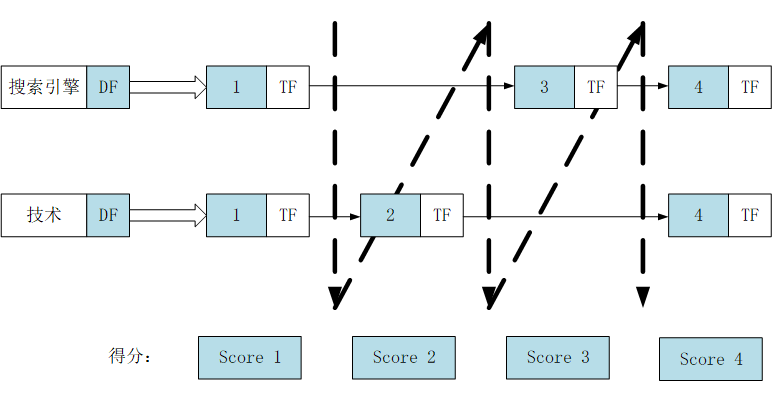 搜索引擎 DF 1 TF 3 TF 4 TF
技术 DF 1 TF 2 TF 4 TF
得分: Score 1 Score 2 Score 3 Score 4